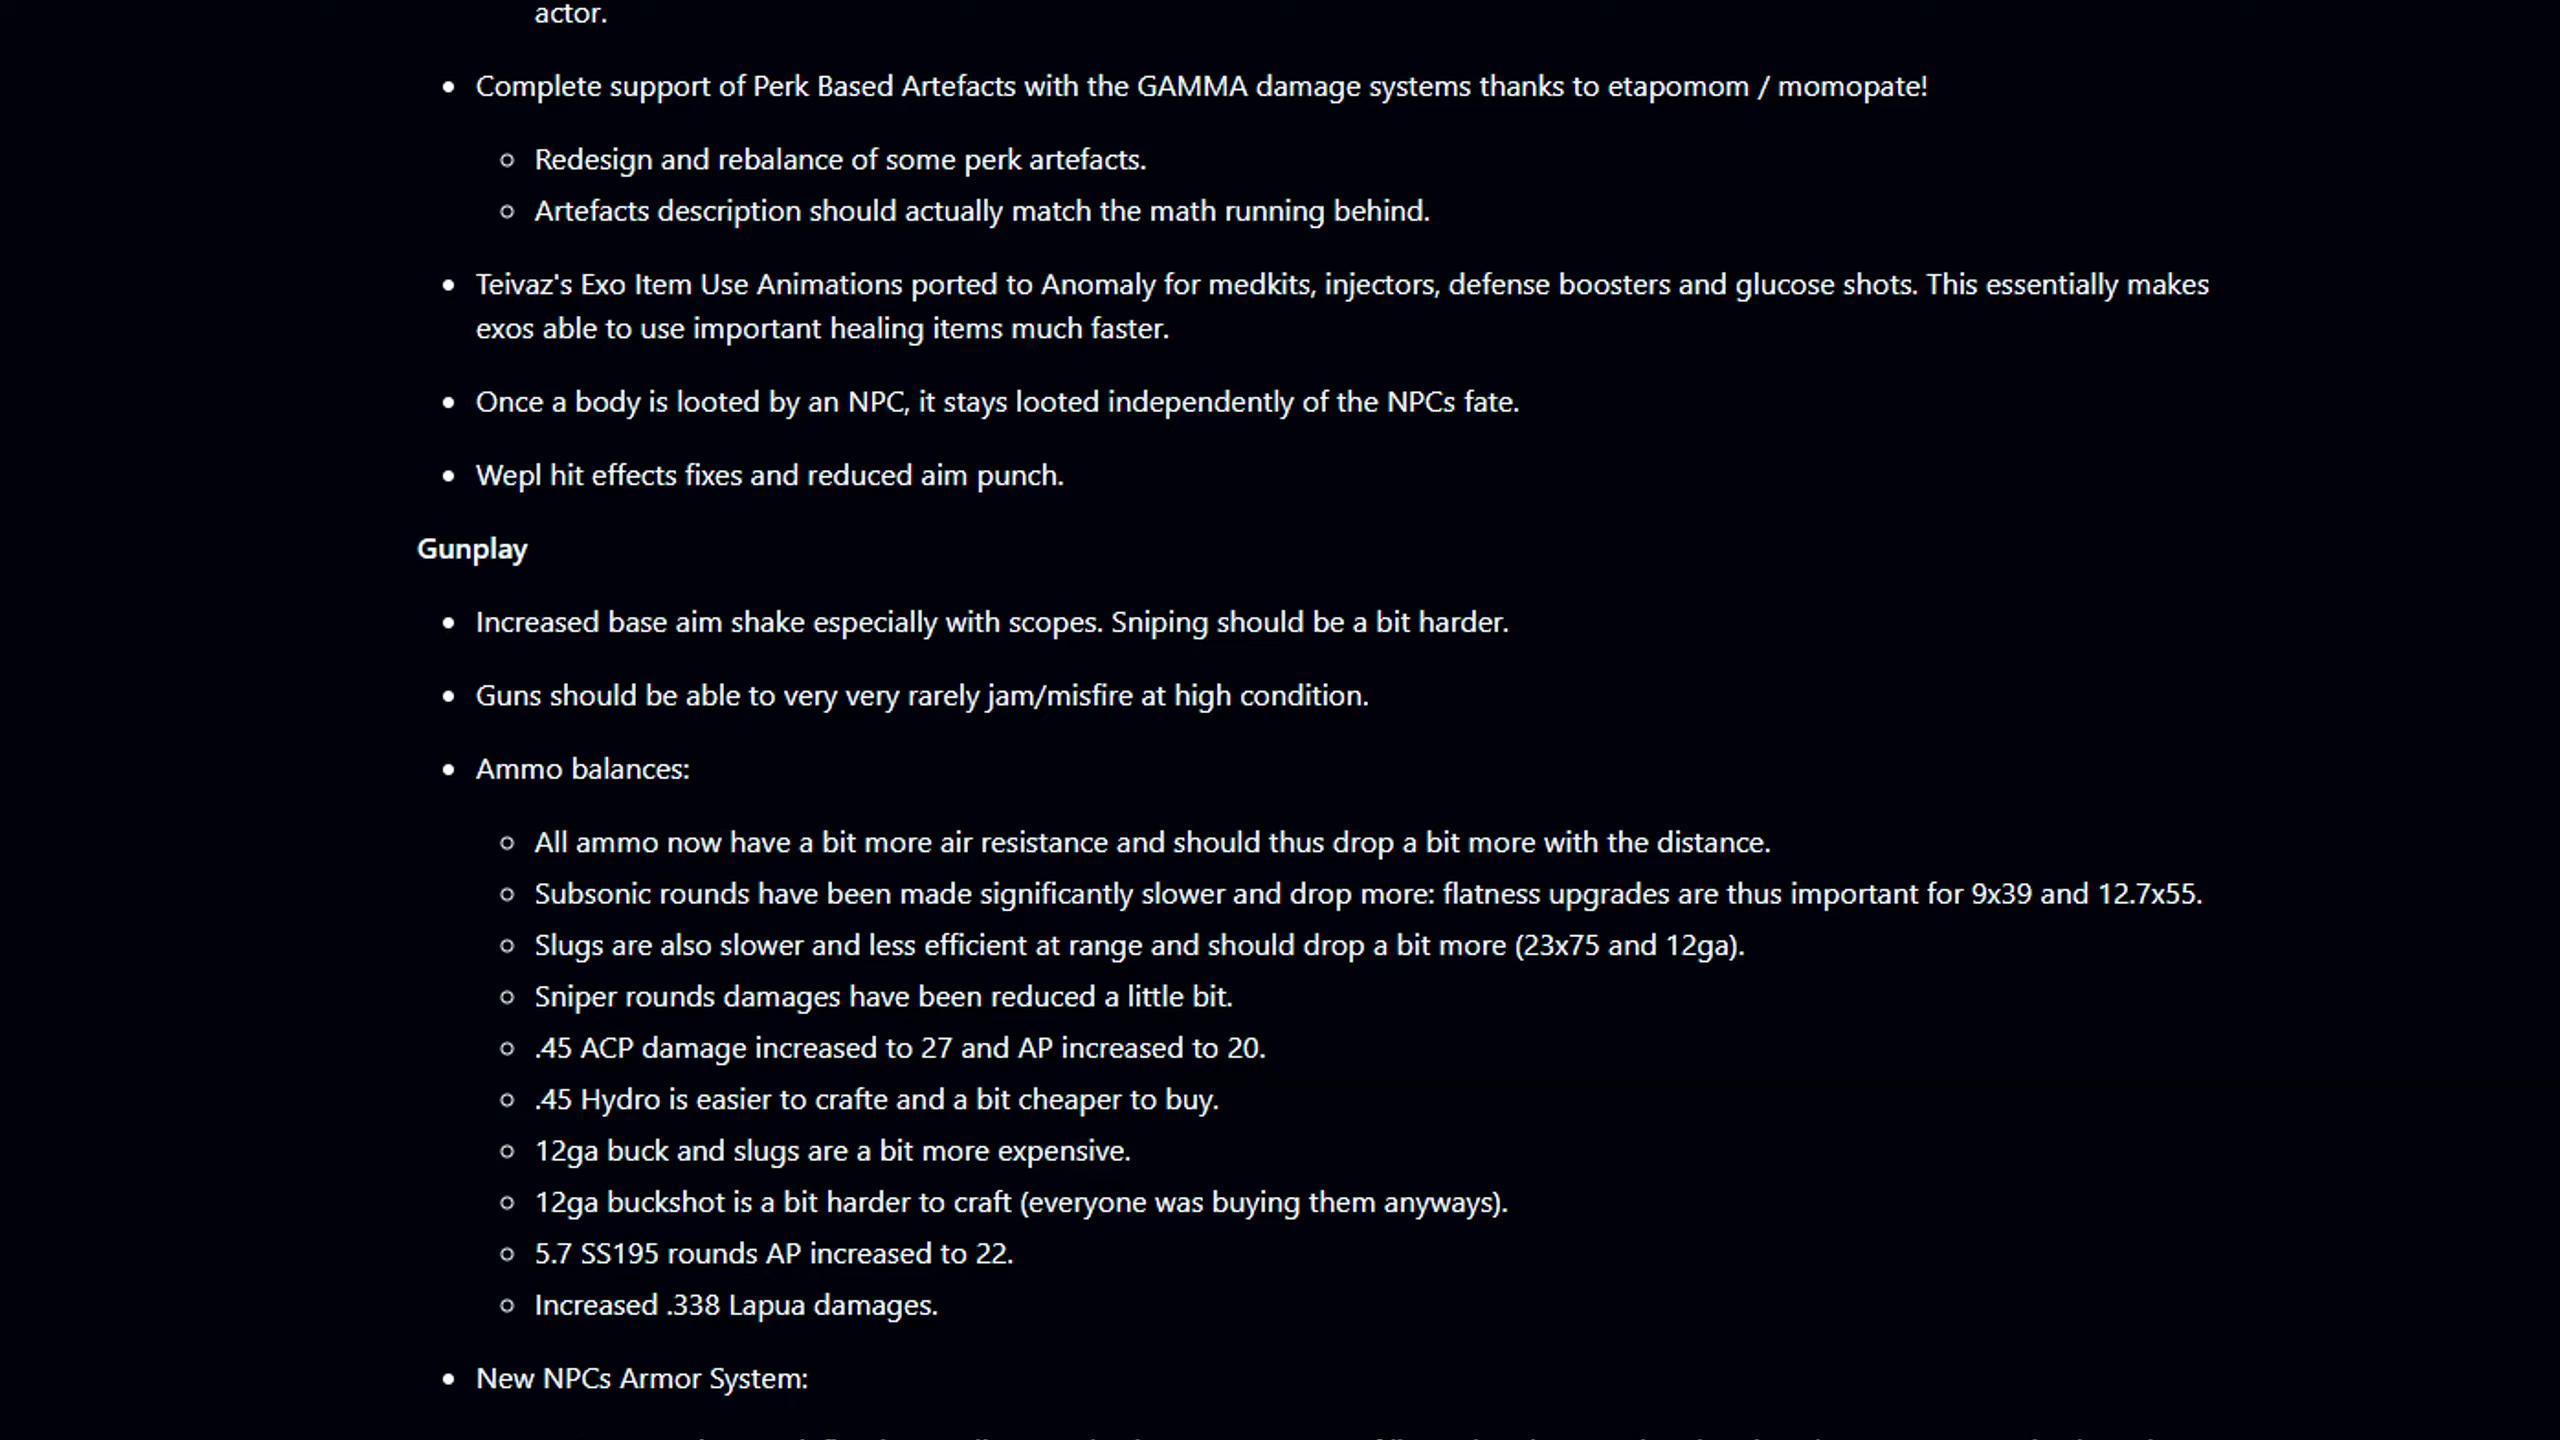 actor.
• Complete support of Perk Based Artefacts with the GAMMA damage systems thanks to etapomom / momopate!
◦ Redesign and rebalance of some perk artefacts.
◦ Artefacts description should actually match the math running behind.
• Teivaz's Exo Item Use Animations ported to Anomaly for medkits, injectors, defense boosters and glucose shots. This essentially makes
exos able to use important healing items much faster.
• Once a body is looted by an NPC, it stays looted independently of the NPCs fate.
• Wepl hit effects fixes and reduced aim punch.
Gunplay
• Increased base aim shake especially with scopes. Sniping should be a bit harder.
• Guns should be able to very very rarely jam/misfire at high condition.
• Ammo balances:
◦ All ammo now have a bit more air resistance and should thus drop a bit more with the distance.
◦ Subsonic rounds have been made significantly slower and drop more: flatness upgrades are thus important for 9x39 and 12.7x55.
◦ Slugs are also slower and less efficient at range and should drop a bit more (23x75 and 12ga).
◦ Sniper rounds damages have been reduced a little bit.
◦ .45 ACP damage increased to 27 and AP increased to 20.
◦ .45 Hydro is easier to crafte and a bit cheaper to buy.
◦ 12ga buck and slugs are a bit more expensive.
◦ 12ga buckshot is a bit harder to craft (everyone was buying them anyways).
◦ 5.7 SS195 rounds AP increased to 22.
◦ Increased .338 Lapua damages.
• New NPCs Armor System: